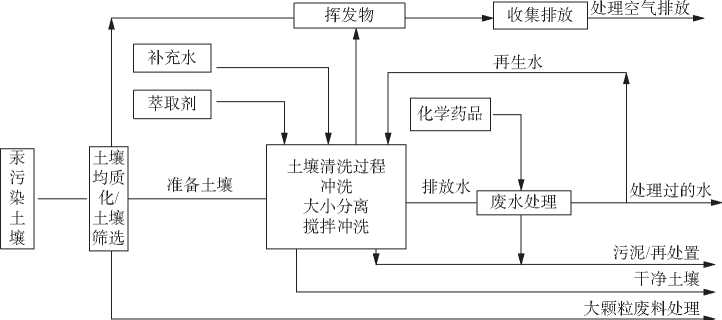 挥发物
收集排放
处理空气排放
补充水
再生水
萃取剂
化学药品
汞
污
染
土
壤
土壤
均质
化/
土壤
筛选
准备土壤
土壤清洗过程
冲洗
大小分离
搅拌冲洗
排放水
废水处理
处理过的水
污泥/再处置
干净土壤
大颗粒废料处理